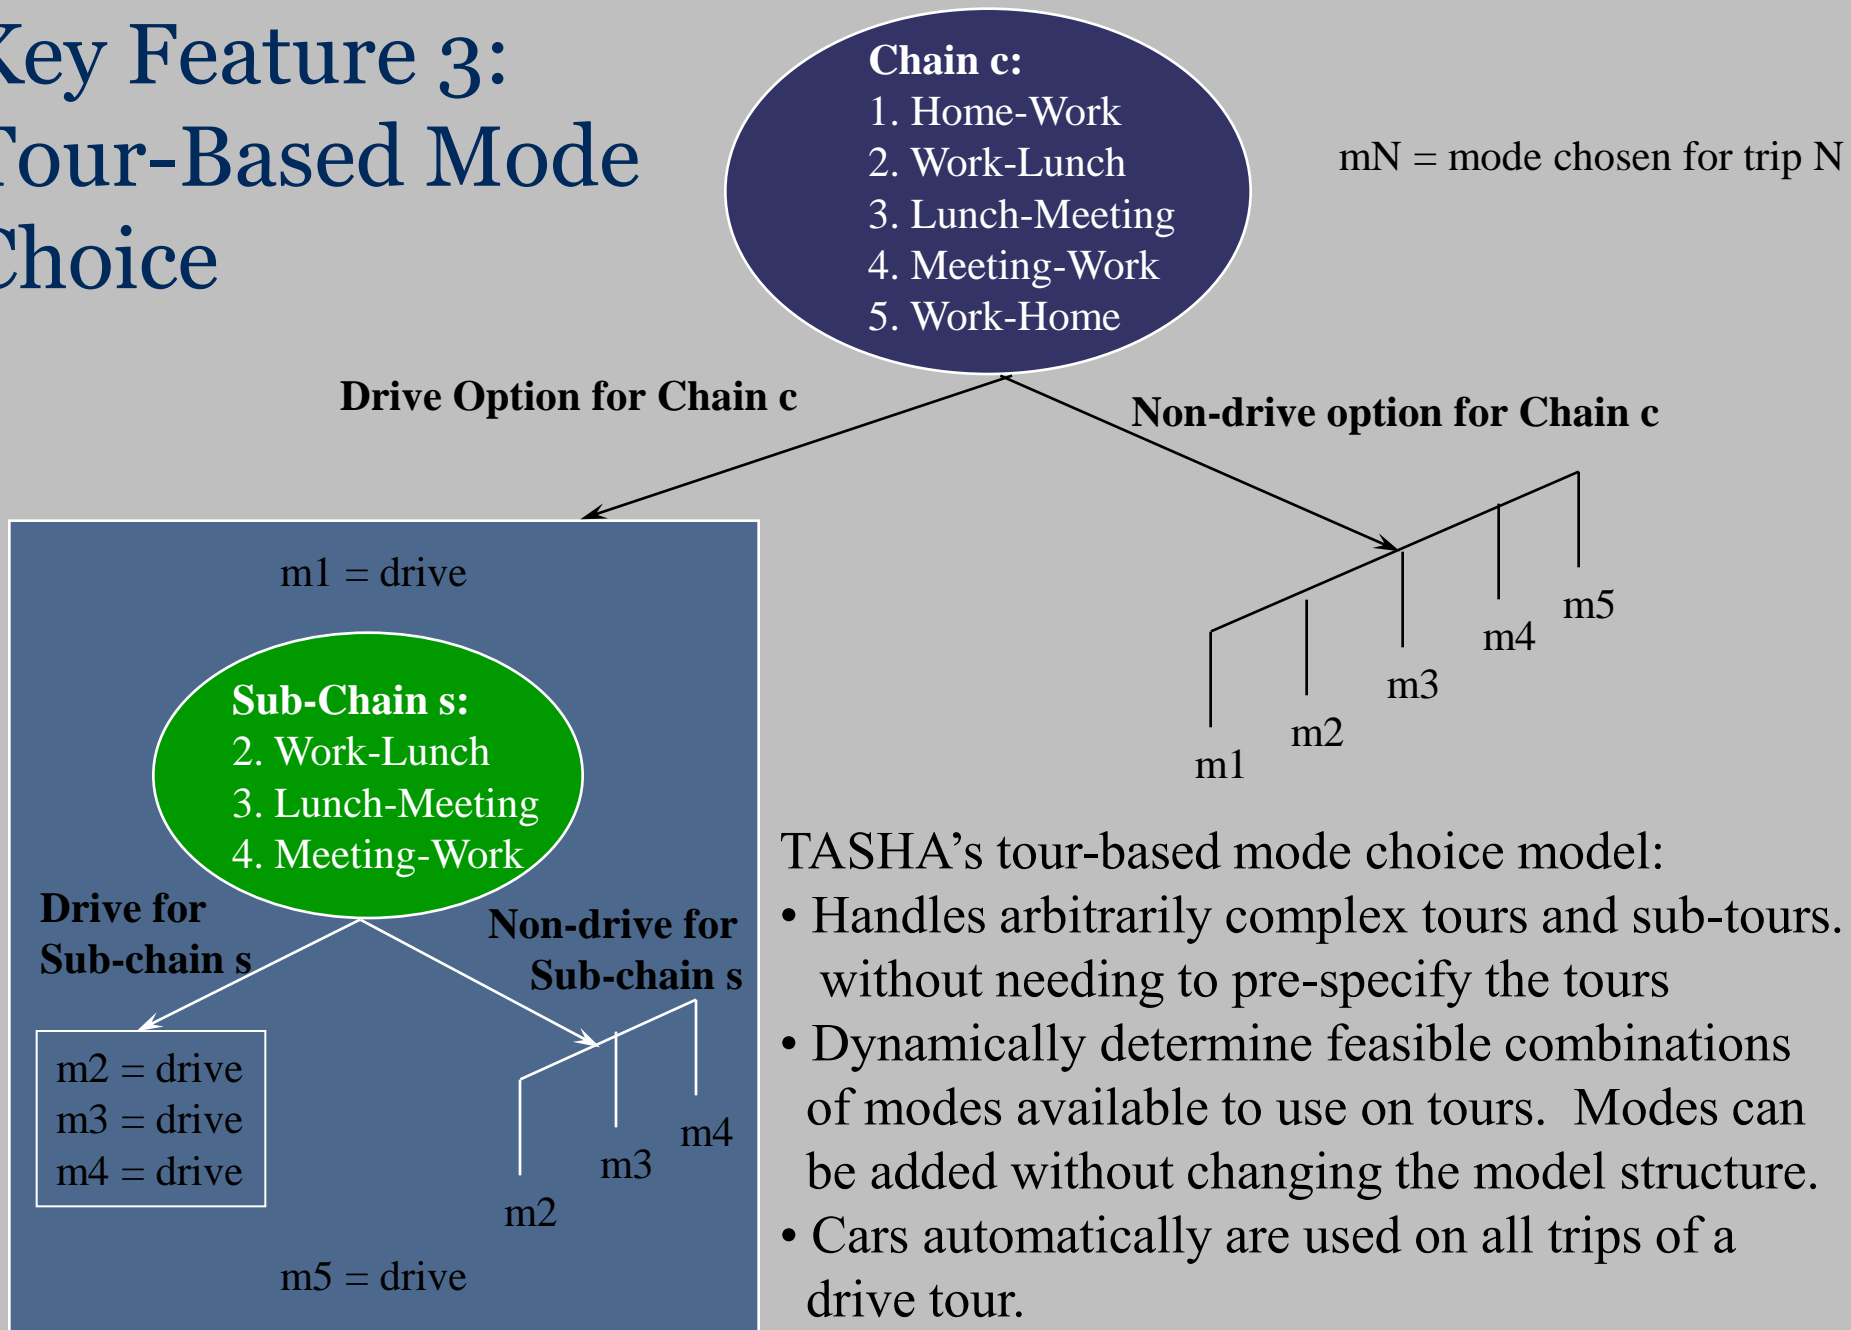 Key Feature 3:
Tour-Based Mode
Choice
Chain c:
1. Home-Work
2. Work-Lunch
3. Lunch-Meeting
4. Meeting-Work
5. Work-Home
mN = mode chosen for trip N
Drive Option for Chain c
Non-drive option for Chain c
m1 = drive
Sub-Chain s:
2. Work-Lunch
3. Lunch-Meeting
4. Meeting-Work
Drive for
Sub-chain s
Non-drive for
Sub-chain s
m2 = drive
m3 = drive
m4 = drive
m2
m3
m4
m5 = drive
m1
m2
m3
m4
m5
TASHA’s tour-based mode choice model:
• Handles arbitrarily complex tours and sub-tours.
without needing to pre-specify the tours
• Dynamically determine feasible combinations
of modes available to use on tours. Modes can
be added without changing the model structure.
• Cars automatically are used on all trips of a
drive tour.